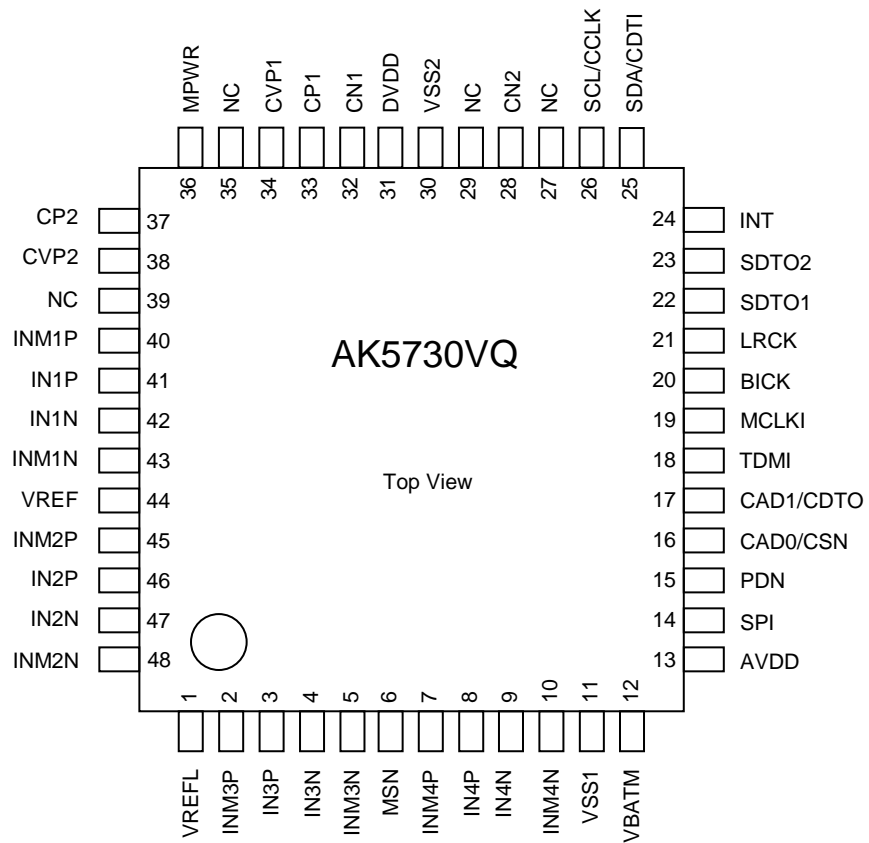 MPWR
NC
CVP1
CP1
CN1
DVDD
VSS2
NC
CN2
NC
SCL/CCLK
SDA/CDTI
36
35
34
33
32
31
30
29
28
27
26
25
CP2 37
CVP2 38
NC 39
INM1P 40
IN1P 41
IN1N 42
INM1N 43
VREF 44
INM2P 45
IN2P 46
IN2N 47
INM2N 48
AK5730VQ
Top View
24 INT
23 SDTO2
22 SDTO1
21 LRCK
20 BICK
19 MCLKI
18 TDMI
17 CAD1/CDTO
16 CAD0/CSN
15 PDN
14 SPI
13 AVDD
1
2
3
4
5
6
7
8
9
10
11
12
VREFL
INM3P
IN3P
IN3N
INM3N
MSN
INM4P
IN4P
IN4N
INM4N
VSS1
VBATM